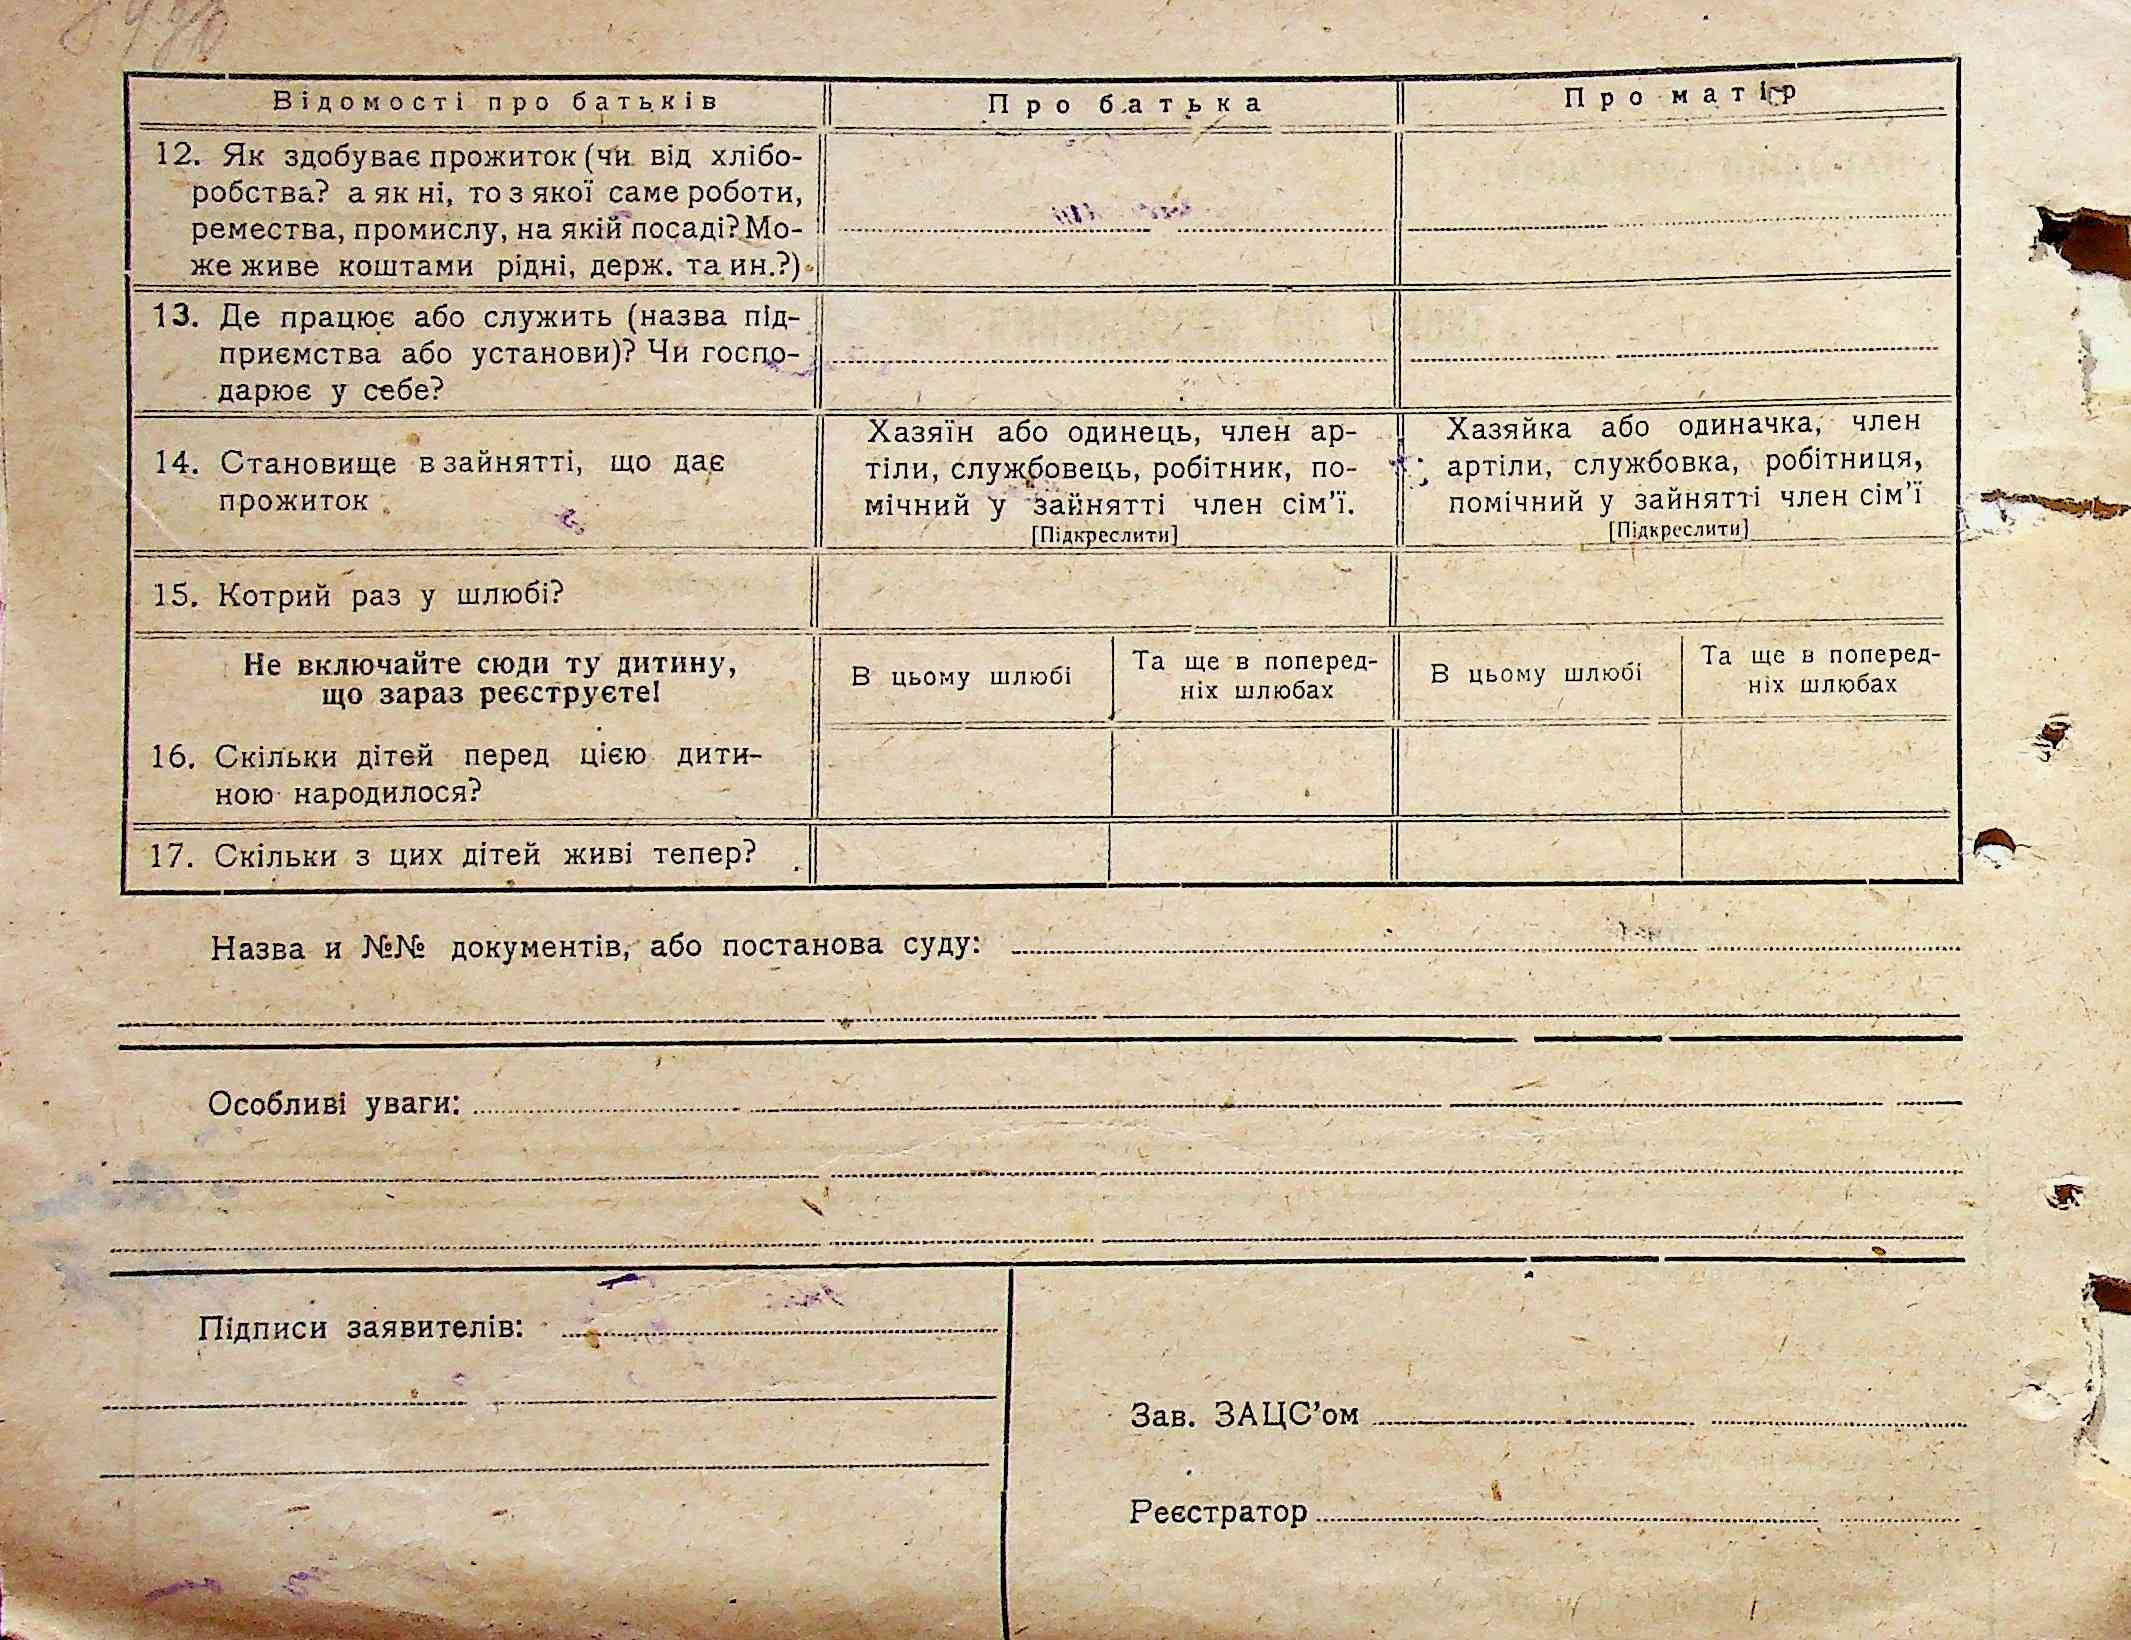 Відомості про батьків
Про батька
Про матір
12. Як здобуває прожиток (чи від хлібо-
робства? а як ні, то з якої саме роботи,
ремества, промислу, на якій посаді? Мо-
же живе коштами рідні, держ. та ин.?)
13. Де працює або служить (назва під-
приємства або установи)? Чи госпо-
дарює у себе?
14. Становище в зайнятті, що дає
прожиток
Хазяїн або одинець, член ар-
тіли, службовець, робітник, по-
мічний у зайнятті член сім'ї.
[Підкреслити]
Хазяйка або одиначка, член
артіли, службовка, робітниця,
помічний у зайнятті член сім'ї
[Підкреслити]
15. Котрий раз у шлюбі?
Не включайте сюди ту дитину,
що зараз реєструєте!
В цьому шлюбі
Та ще в поперед-
ніх шлюбах
В цьому шлюбі
Та ще в поперед-
ніх шлюбах
16. Скільки дітей перед цією дити-
ною народилося?
17. Скільки з цих дітей живі тепер?
Назва и №№ документів, або постанова суду:
Особливі уваги:
Підписи заявителів:
Зав. ЗАЦС'ом
Реєстратор